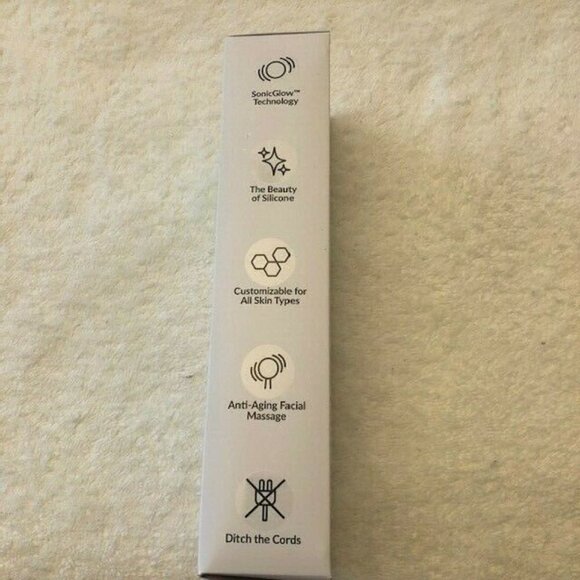 SonicGlow™
Technology
The Beauty
of Silicone
Customizable for
All Skin Types
Anti-Aging Facial
Massage
Ditch the Cords